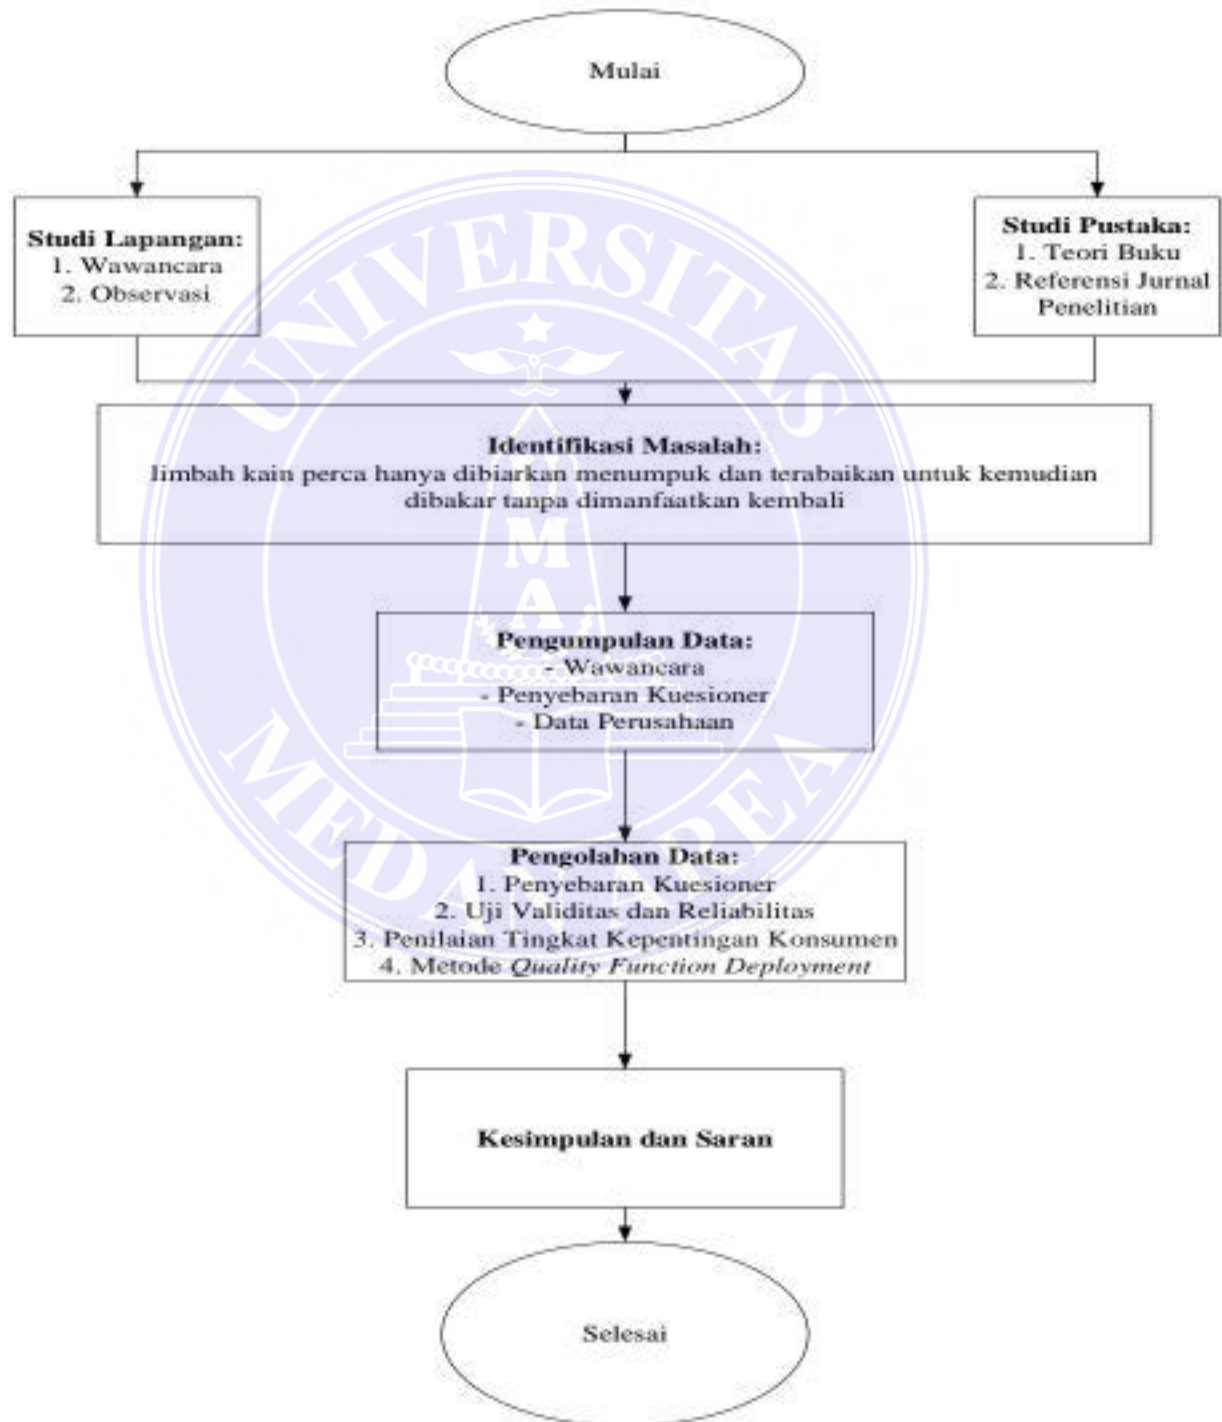 Mulai
Studi Lapangan:
1. Wawancara
2. Observasi
Studi Pustaka:
1. Teori Buku
2. Referensi Jurnal
Penelitian
Identifikasi Masalah:
limbah kain perca hanya dibiarkan menumpuk dan terabaikan untuk kemudian
dibakar tanpa dimanfaatkan kembali
Pengumpulan Data:
- Wawancara
- Penyebaran Kuesioner
- Data Perusahaan
Pengolahan Data:
1. Penyebaran Kuesioner
2. Uji Validitas dan Reliabilitas
3. Penilaian Tingkat Kepentingan Konsumen
4. Metode Quality Function Deployment
Kesimpulan dan Saran
Selesai
UNIVERSITAS
MEDAN AREA
U
M
A